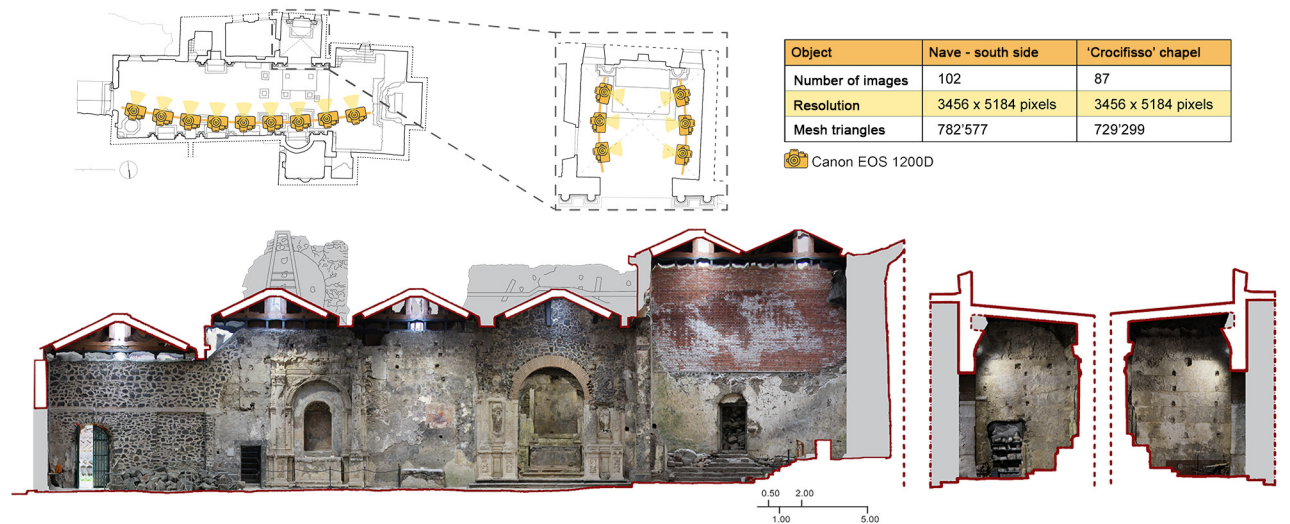 Object Nave - south side ‘Crocifisso’ chapel
Number of images 102 87
Resolution 3456 x 5184 pixels 3456 x 5184 pixels
Mesh triangles 782’577 729’299
Canon EOS 1200D
0.50 2.00
1.00 5.00